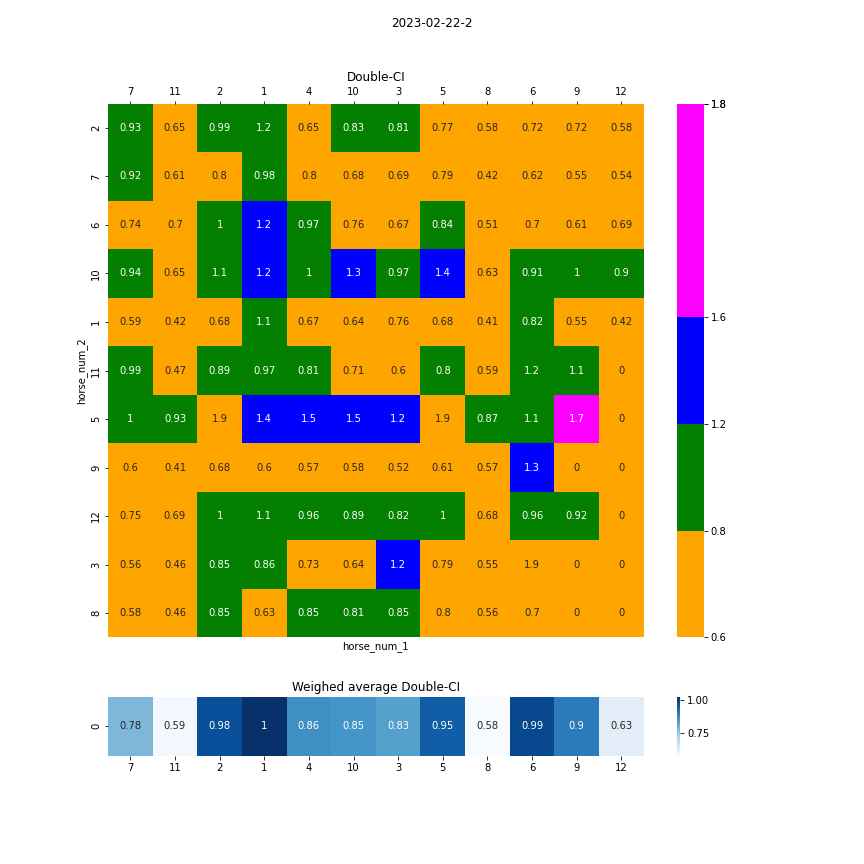 2023-02-22-2
Double-CI
7 11 2 1 4 10 3 5 8 6 9 12
2 0.93 0.65 0.99 1.2 0.65 0.83 0.81 0.77 0.58 0.72 0.72 0.58
7 0.92 0.61 0.8 0.98 0.8 0.68 0.69 0.79 0.42 0.62 0.55 0.54
6 0.74 0.7 1 1.2 0.97 0.76 0.67 0.84 0.51 0.7 0.61 0.69
10 0.94 0.65 1.1 1.2 1 1.3 0.97 1.4 0.63 0.91 1 0.9
1 0.59 0.42 0.68 1.1 0.67 0.64 0.76 0.68 0.41 0.82 0.55 0.42
11 0.99 0.47 0.89 0.97 0.81 0.71 0.6 0.8 0.59 1.2 1.1 0
5 1 0.93 1.9 1.4 1.5 1.5 1.2 1.9 0.87 1.1 1.7 0
9 0.6 0.41 0.68 0.6 0.57 0.58 0.52 0.61 0.57 1.3 0 0
12 0.75 0.69 1 1.1 0.96 0.89 0.82 1 0.68 0.96 0.92 0
3 0.56 0.46 0.85 0.86 0.73 0.64 1.2 0.79 0.55 1.9 0 0
8 0.58 0.46 0.85 0.63 0.85 0.81 0.85 0.8 0.56 0.7 0 0
horse_num_2
horse_num_1
1.8
1.6
1.2
0.8
0.6
Weighed average Double-CI
0 0.78 0.59 0.98 1 0.86 0.85 0.83 0.95 0.58 0.99 0.9 0.63
7 11 2 1 4 10 3 5 8 6 9 12
1.00
0.75